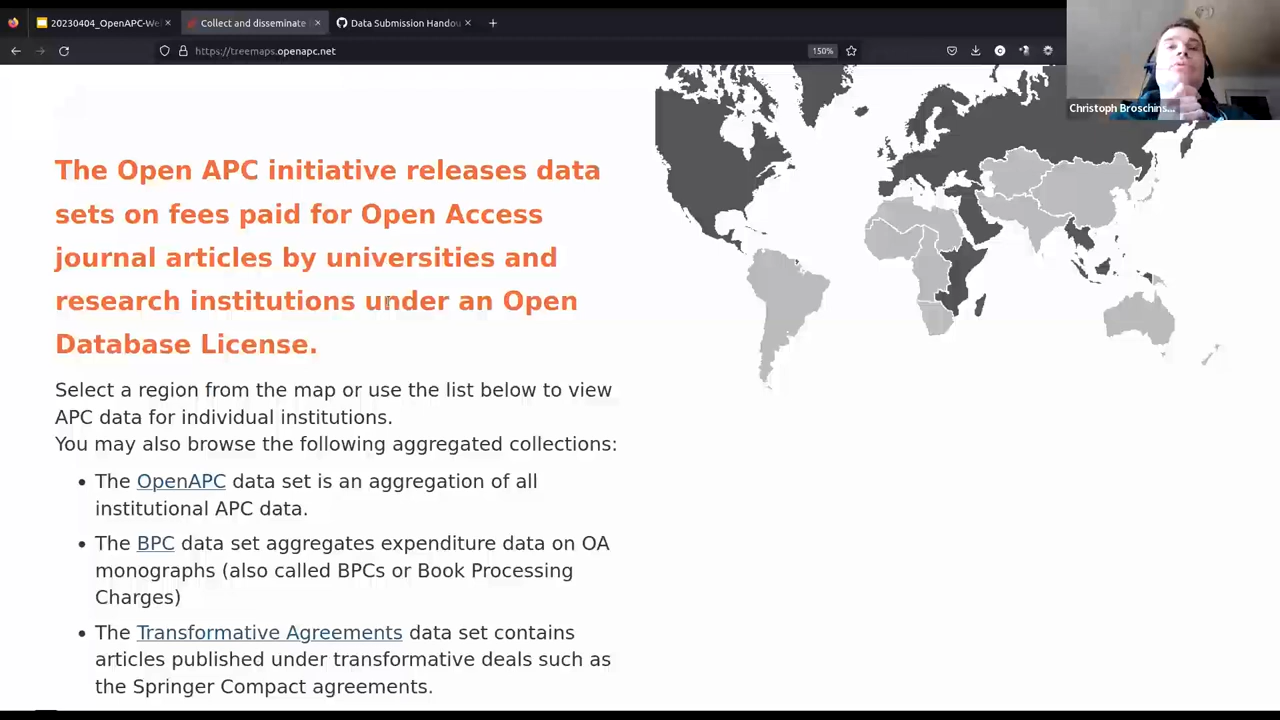 20230404_OpenAPC-We
Collect and disseminate
Data Submission Handou
https://treemaps.openapc.net
150%
Christoph Broschins...
The Open APC initiative releases data
sets on fees paid for Open Access
journal articles by universities and
research institutions under an Open
Database License.
Select a region from the map or use the list below to view
APC data for individual institutions.
You may also browse the following aggregated collections:
• The OpenAPC data set is an aggregation of all
institutional APC data.
• The BPC data set aggregates expenditure data on OA
monographs (also called BPCs or Book Processing
Charges)
• The Transformative Agreements data set contains
articles published under transformative deals such as
the Springer Compact agreements.